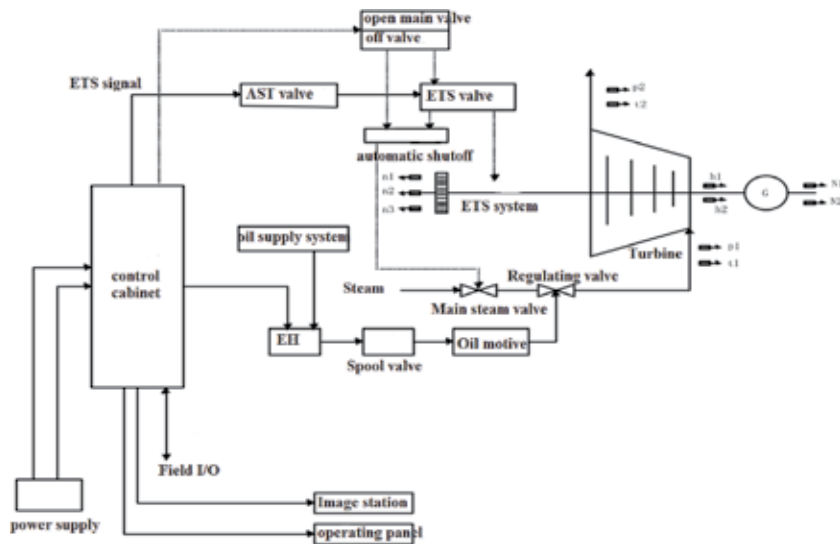 open main valve
off valve
ETS signal
AST valve
ETS valve
p2
t2
automatic shutoff
n1
n2
n3
h1
h2
G
N1
N2
ETS system
oil supply system
Turbine
p1
t1
control
cabinet
Steam
Regulating valve
Main steam valve
EH
Spool valve
Oil motive
Field I/O
power supply
Image station
operating panel